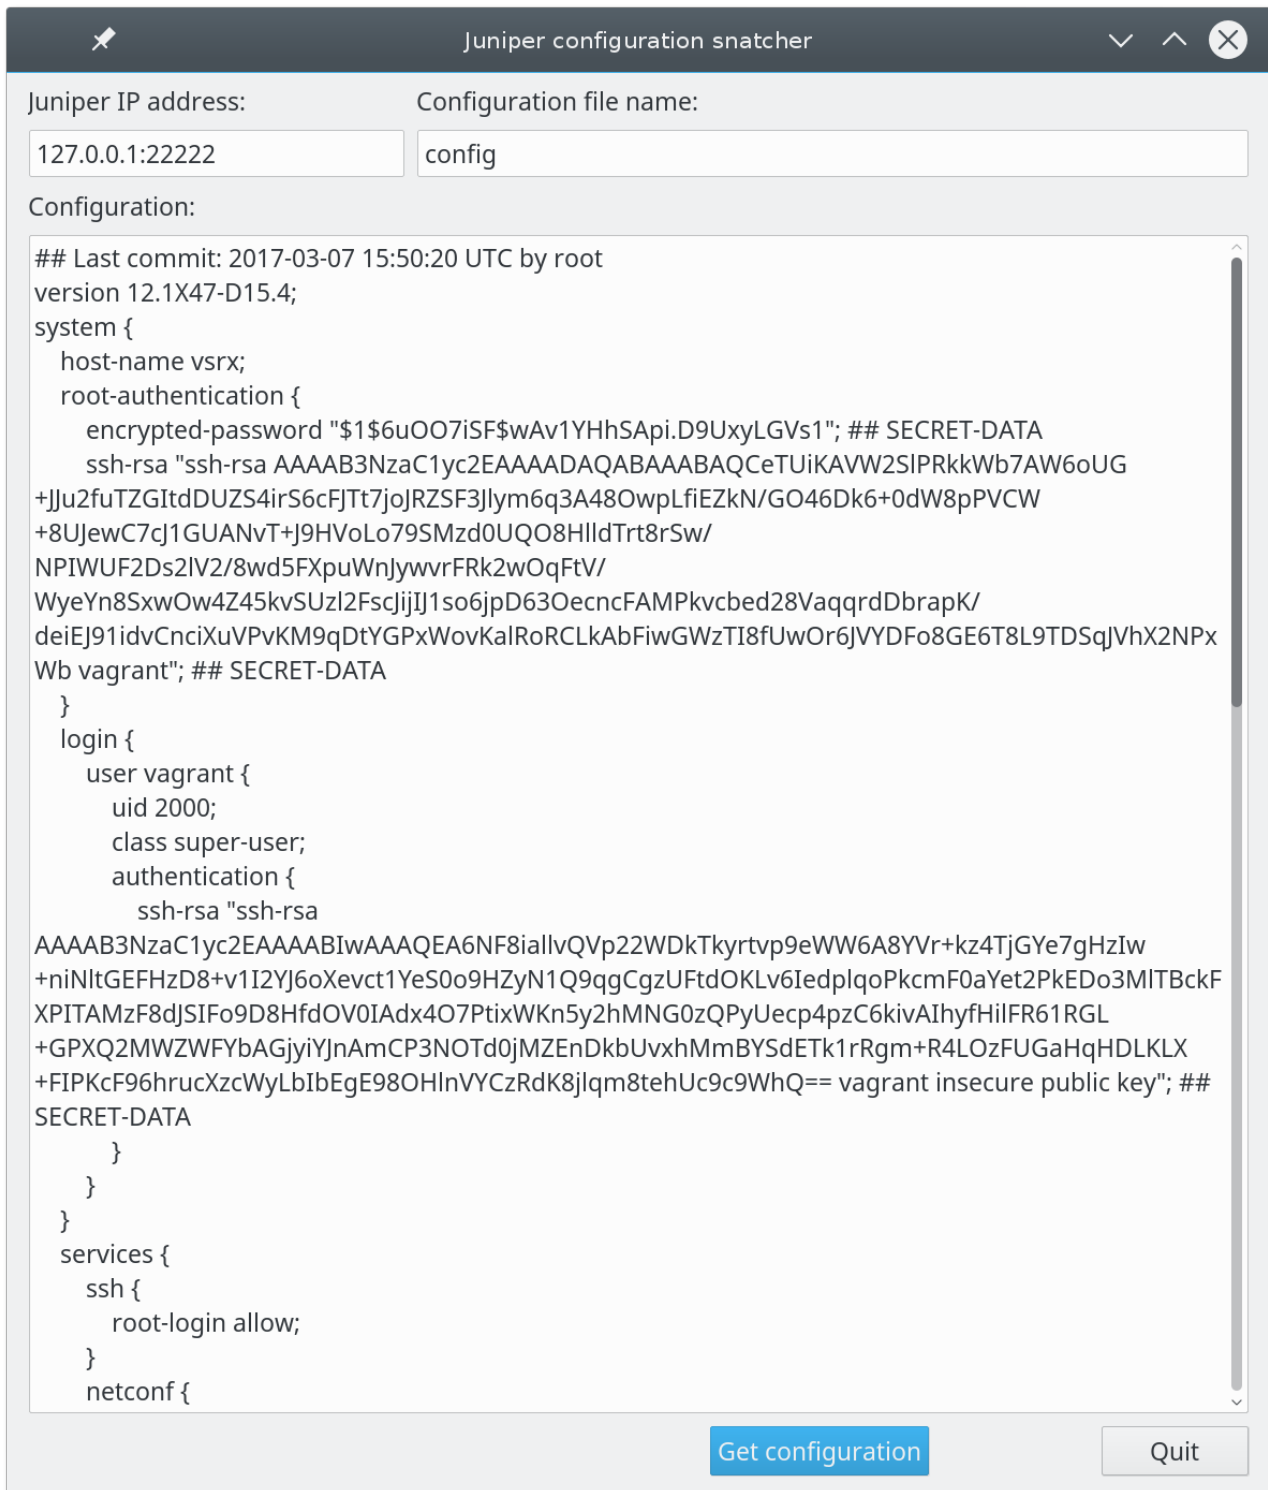 Juniper configuration snatcher
Juniper IP address:
Configuration file name:
127.0.0.1:22222
config
Configuration:
## Last commit: 2017-03-07 15:50:20 UTC by root
version 12.1X47-D15.4;
system {
    host-name vsrx;
    root-authentication {
        encrypted-password "$1$6uOO7iSF$wAv1YHhSApi.D9UxyLGVs1"; ## SECRET-DATA
        ssh-rsa "ssh-rsa AAAAB3NzaC1yc2EAAAADAQABAAABAQCeTUiKAVW2SlPRkkWb7AW6oUG
+JJu2fuTZGItdDUZS4irS6cFJTt7joJRZSF3Jlym6q3A48OwpLfiEZkN/GO46Dk6+0dW8pPVCW
+8UJewC7cJ1GUANvT+J9HVoLo79SMzd0UQO8HlldTrt8rSw/
NPIWUF2Ds2lV2/8wd5FXpuWnJywvrFRk2wOqFtV/
WyeYn8SxwOw4Z45kvSUzl2FscJijIJ1so6jpD63OecncFAMPkvcbed28VaqqrdDbrapK/
deiEJ91idvCnciXuVPvKM9qDtYGPxWovKalRoRCLkAbFiwGWzTI8fUwOr6JVYDFo8GE6T8L9TDSqJVhX2NPx
Wb vagrant"; ## SECRET-DATA
    }
    login {
        user vagrant {
            uid 2000;
            class super-user;
            authentication {
                ssh-rsa "ssh-rsa
AAAAB3NzaC1yc2EAAAABIwAAAQEA6NF8iallvQVp22WDkTkyrtvp9eWW6A8YVr+kz4TjGYe7gHzIw
+niNltGEFHzD8+v1I2YJ6oXevct1YeS0o9HZyN1Q9qgCgzUFtdOKLv6IedplqoPkcmF0aYet2PkEDo3MlTBckF
XPITAMzF8dJSIFo9D8HfdOV0IAdx4O7PtixWKn5y2hMNG0zQPyUecp4pzC6kivAIhyfHilFR61RGL
+GPXQ2MWZWFYbAGjyiYJnAmCP3NOTd0jMZEnDkbUvxhMmBYSdETk1rRgm+R4LOzFUGaHqHDLKLX
+FIPKcF96hrucXzcWyLbIbEgE98OHlnVYCzRdK8jlqm8tehUc9c9WhQ== vagrant insecure public key"; ##
SECRET-DATA
            }
        }
    }
    services {
        ssh {
            root-login allow;
        }
        netconf {
Get configuration
Quit